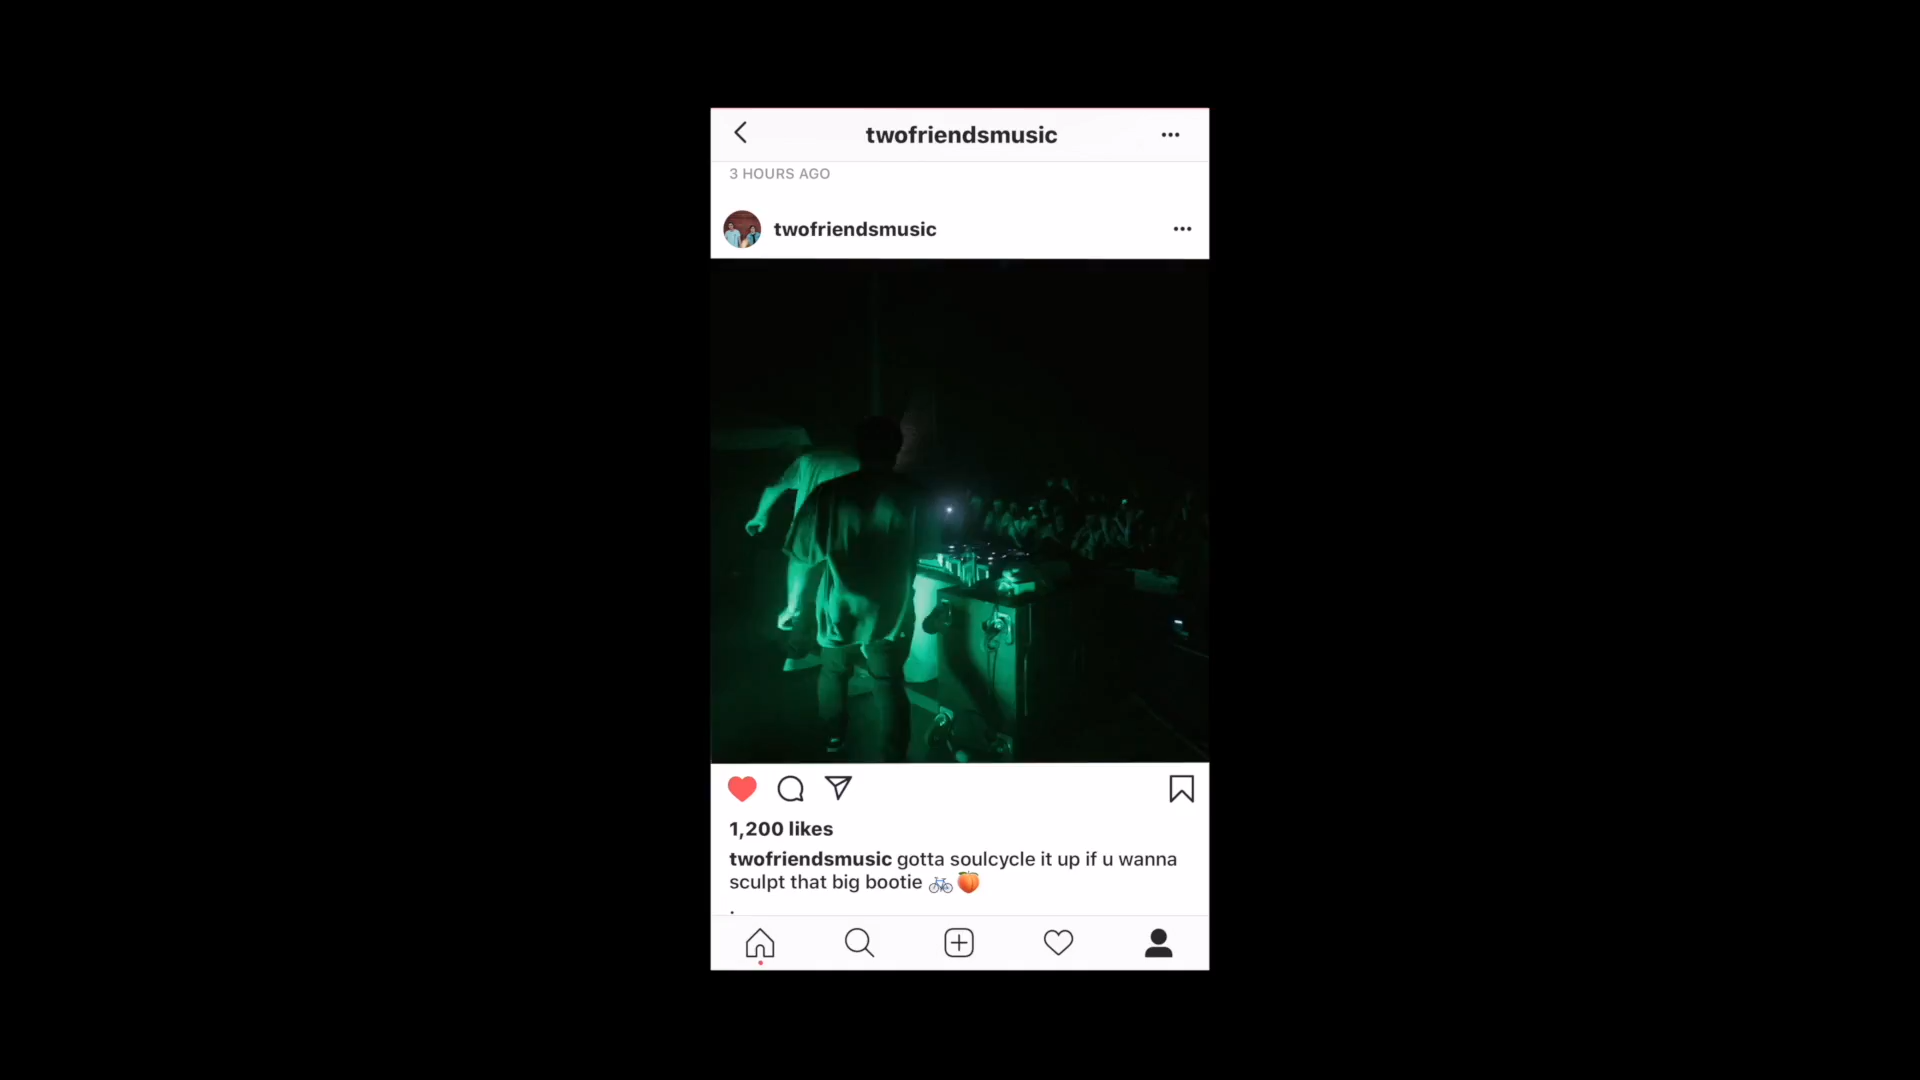 twofriendsmusic
3 HOURS AGO
twofriendsmusic
1,200 likes
twofriendsmusic gotta soulcycle it up if u wanna
sculpt that big bootie 🚲🍑
.